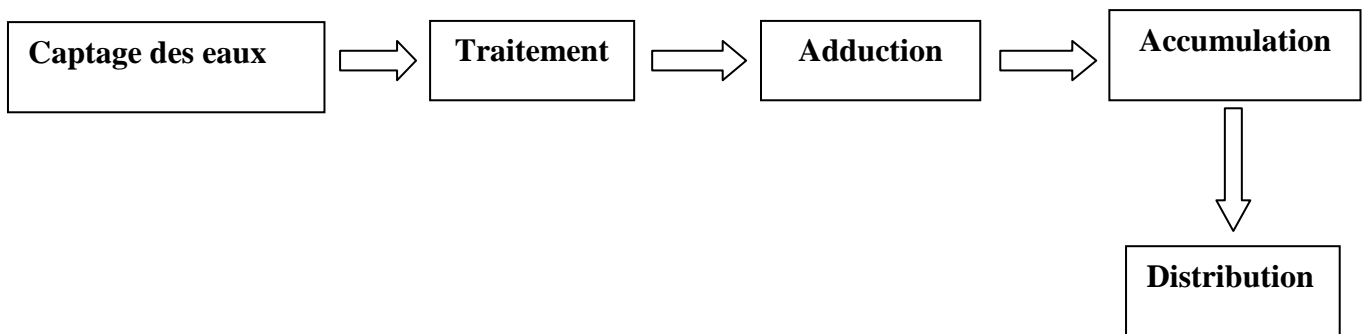 Captage des eaux
Traitement
Adduction
Accumulation
Distribution